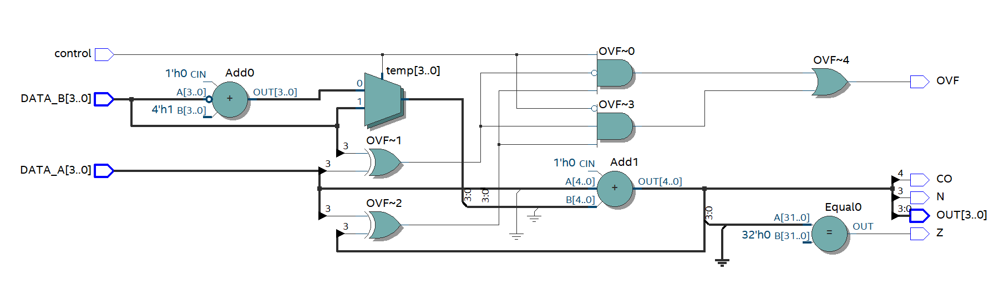 control
OVF~0
OVF~4
1'h0 CIN
Add0
temp[3..0]
OVF
0
DATA_B[3..0]
A[3..0]
+
OUT[3..0]
4'h1 B[3..0]
1
OVF~3
OVF~1
3
DATA_A[3..0]
3
1'h0 CIN
Add1
A[4..0]
+
OUT[4..0]
B[4..0]
3:0
3:0
4
CO
3
N
3:0
OUT[3..0]
OVF~2
3
3
3:0
Equal0
A[31..0]
=
OUT
32'h0 B[31..0]
Z